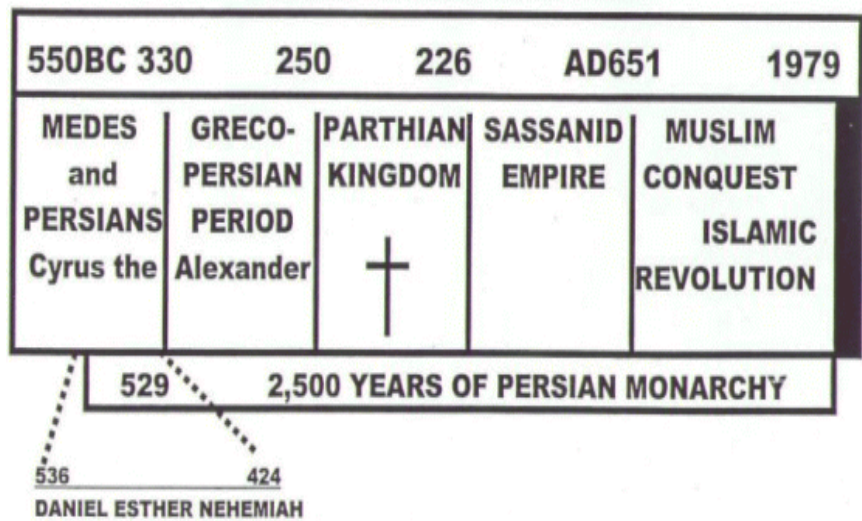 550BC 330 250 226 AD651 1979
MEDES
and
PERSIANS
Cyrus the
GRECO-
PERSIAN
PERIOD
Alexander
PARTHIAN
KINGDOM
SASSANID
EMPIRE
MUSLIM
CONQUEST
ISLAMIC
REVOLUTION
529 2,500 YEARS OF PERSIAN MONARCHY
536 424
DANIEL ESTHER NEHEMIAH